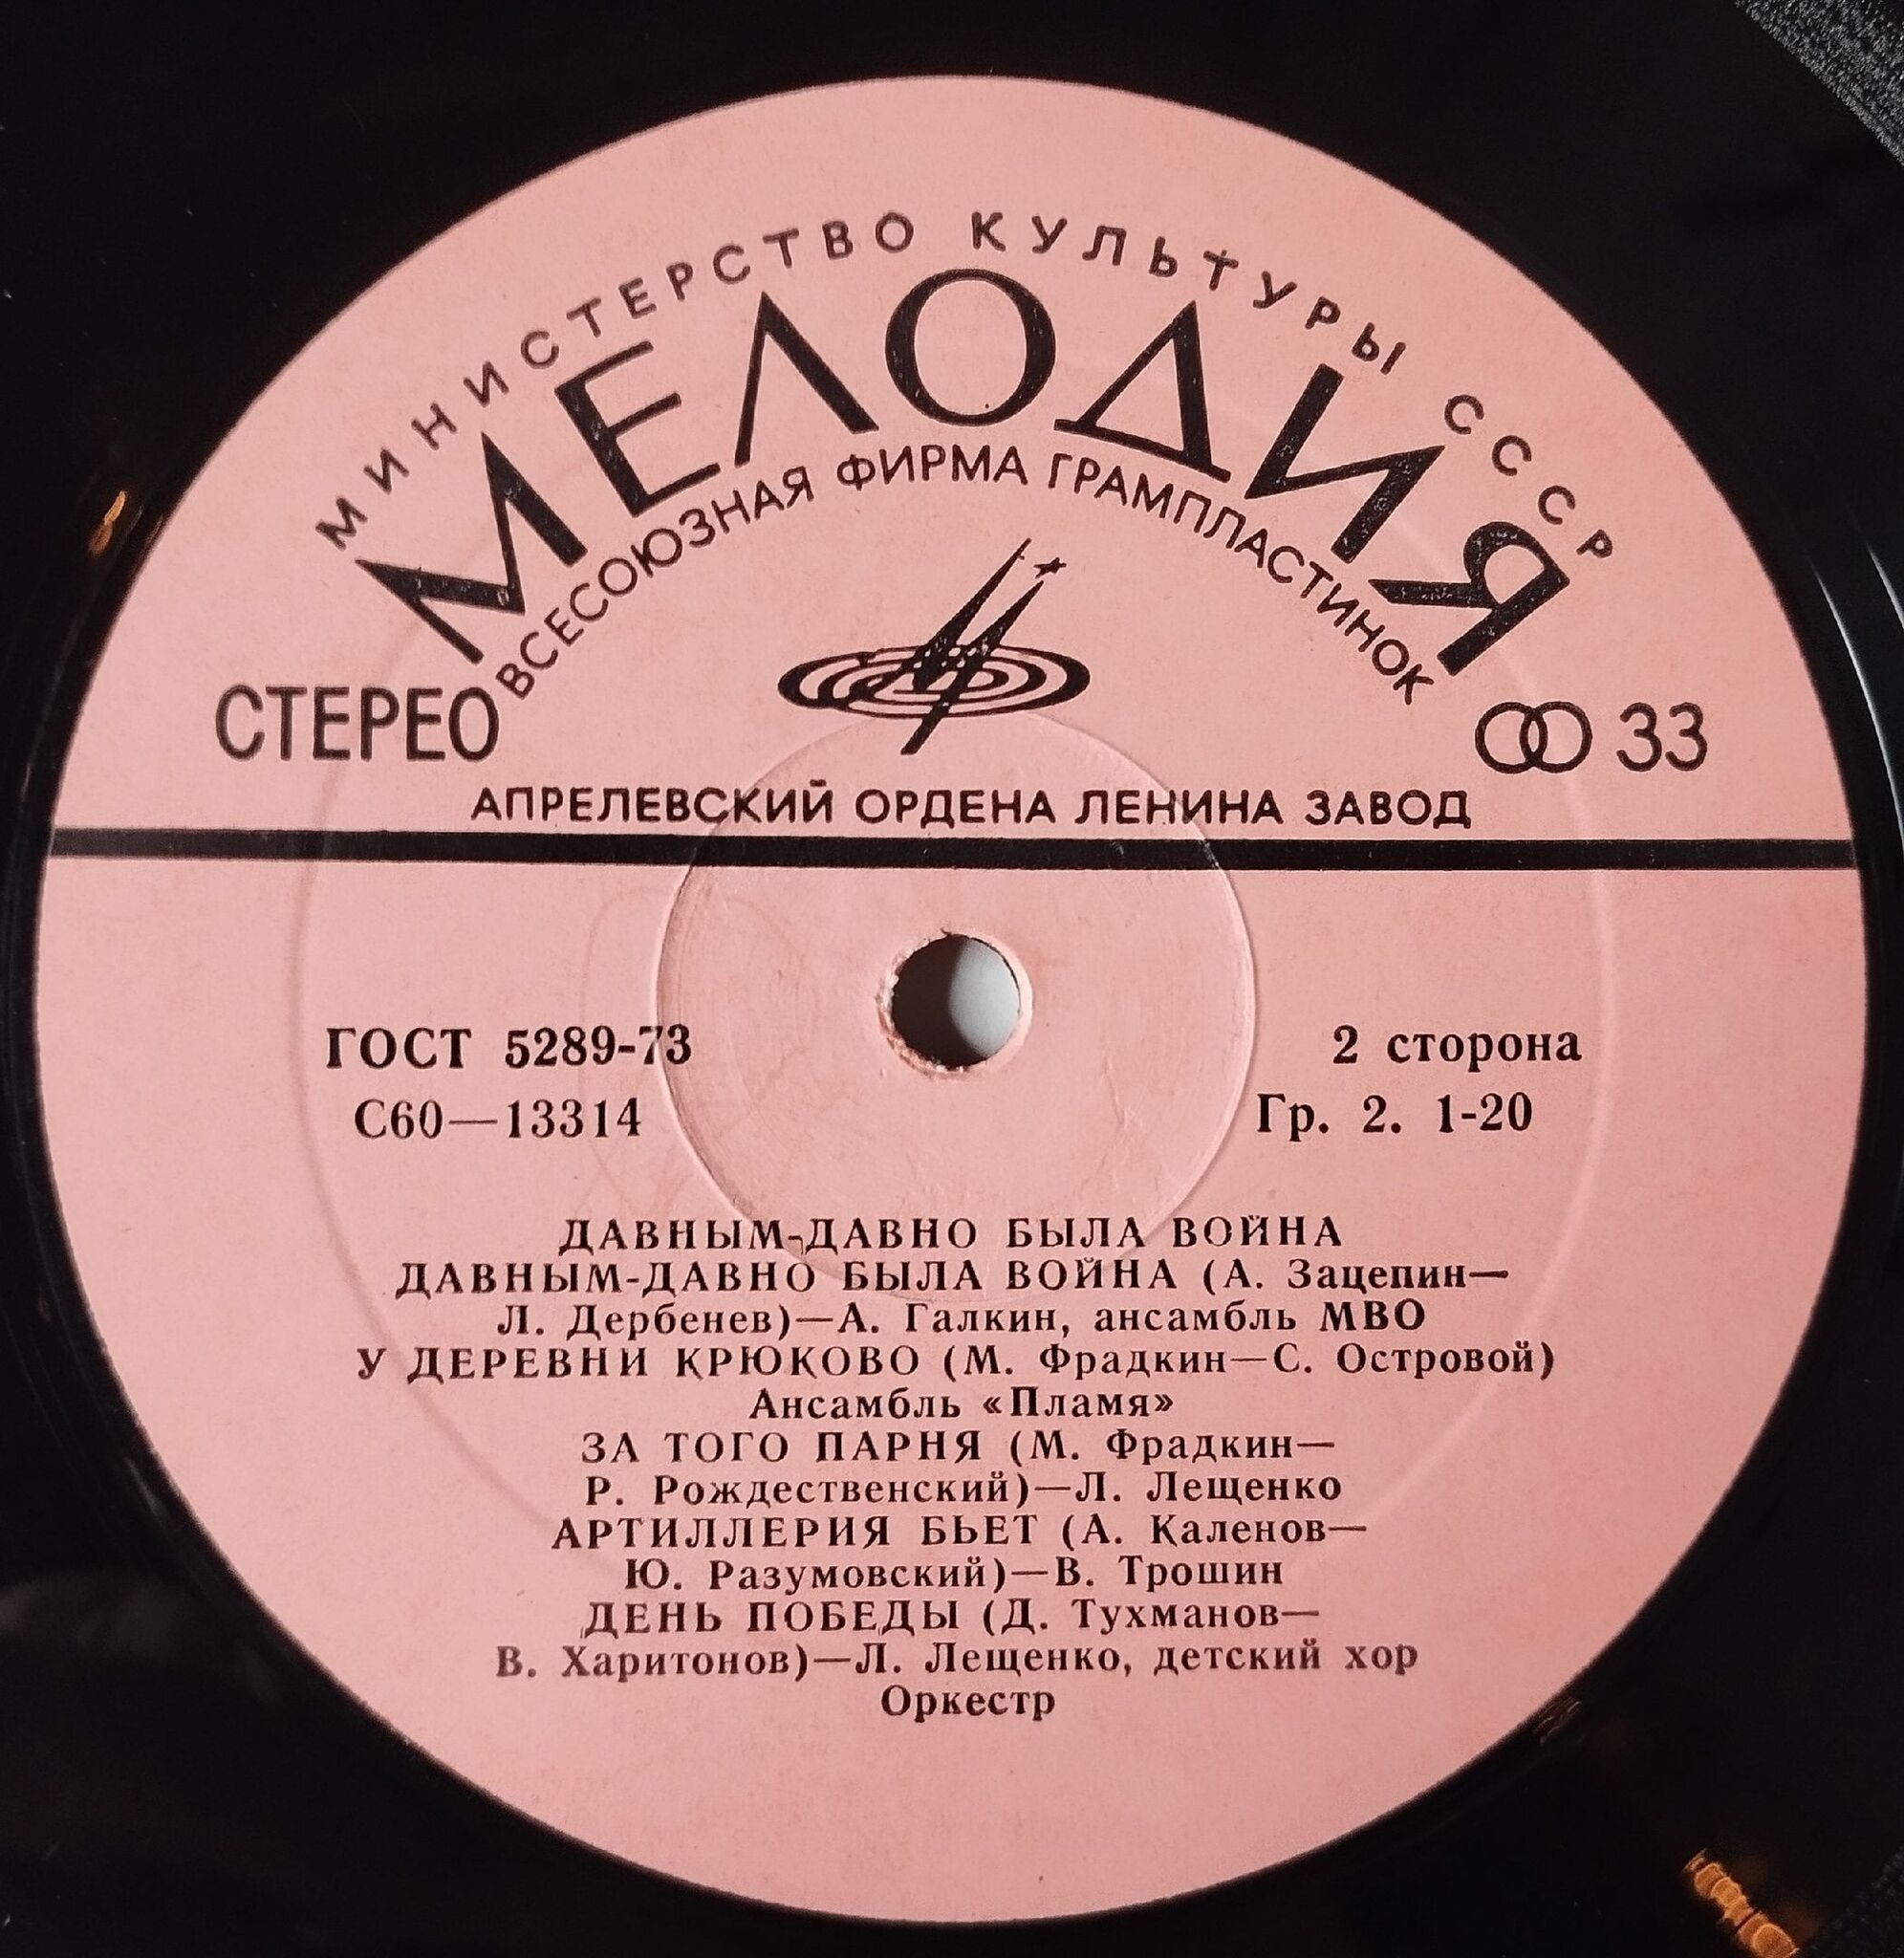 МИНИСТЕРСТВО КУЛЬТУРЫ СССР
МЕЛОДИЯ
ВСЕСОЮЗНАЯ ФИРМА ГРАМПЛАСТИНОК
СТЕРЕО
33
АПРЕЛЕВСКИЙ ОРДЕНА ЛЕНИНА ЗАВОД
ГОСТ 5289-73
2 сторона
С60—13314
Гр. 2. 1-20
ДАВНЫМ-ДАВНО БЫЛА ВОЙНА
ДАВНЫМ-ДАВНО БЫЛА ВОЙНА (А. Зацепин—
Л. Дербенев)—А. Галкин, ансамбль МВО
У ДЕРЕВНИ КРЮКОВО (М. Фрадкин—С. Островой)
Ансамбль «Пламя»
ЗА ТОГО ПАРНЯ (М. Фрадкин—
Р. Рождественский)—Л. Лещенко
АРТИЛЛЕРИЯ БЬЕТ (А. Каленов—
Ю. Разумовский)—В. Трошин
ДЕНЬ ПОБЕДЫ (Д. Тухманов—
В. Харитонов)—Л. Лещенко, детский хор
Оркестр